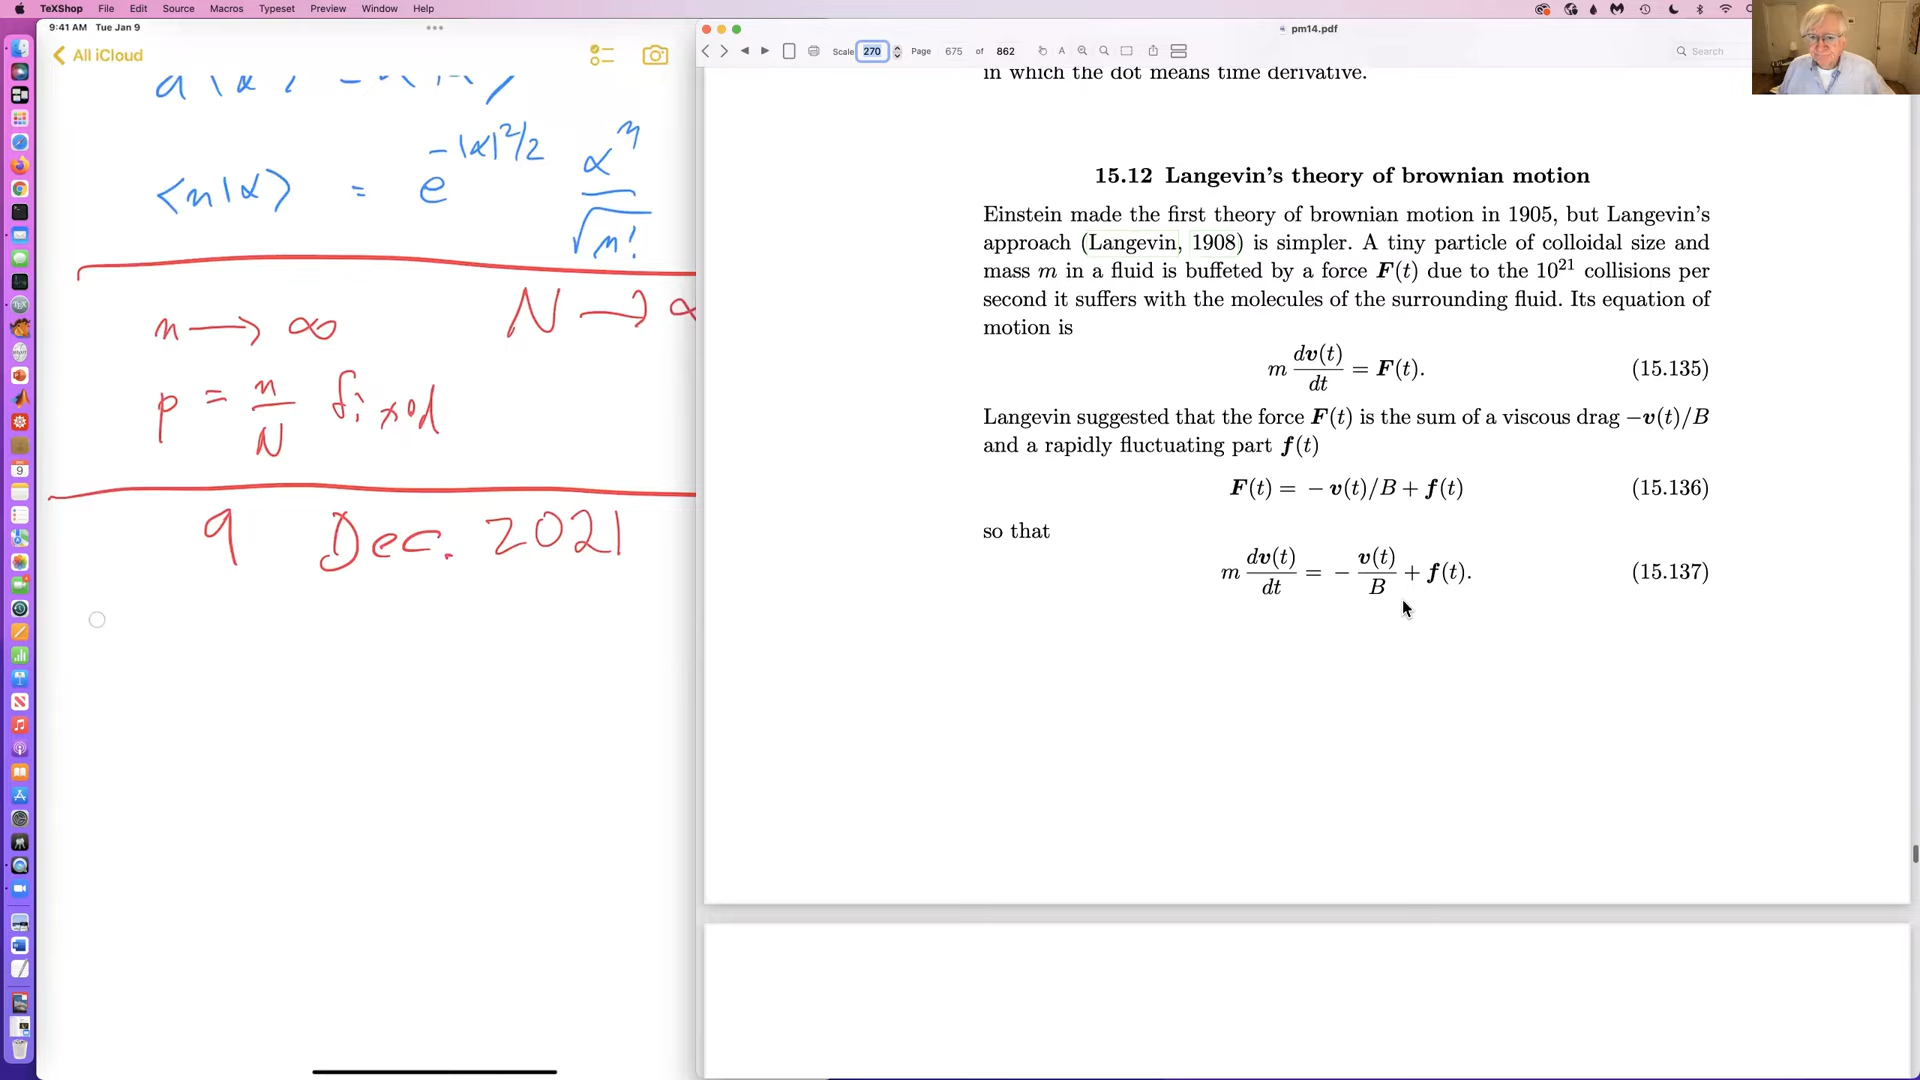 TeXShop File Edit Source Macros Typeset Preview Window Help
9:41 AM Tue Jan 9
All iCloud
⟨n|α⟩ = e^{-|α|²/2} αⁿ/√n!
n → ∞ N → ∞
p = n/N fixed
9 Dec. 2021
pm14.pdf
Scale 270 Page 675 of 862 Search
in which the dot means time derivative.
15.12 Langevin's theory of brownian motion
Einstein made the first theory of brownian motion in 1905, but Langevin's
approach (Langevin, 1908) is simpler. A tiny particle of colloidal size and
mass m in a fluid is buffeted by a force F(t) due to the 10²¹ collisions per
second it suffers with the molecules of the surrounding fluid. Its equation of
motion is
m dv(t)/dt = F(t). (15.135)
Langevin suggested that the force F(t) is the sum of a viscous drag −v(t)/B
and a rapidly fluctuating part f(t)
F(t) = − v(t)/B + f(t) (15.136)
so that
m dv(t)/dt = − v(t)/B + f(t). (15.137)